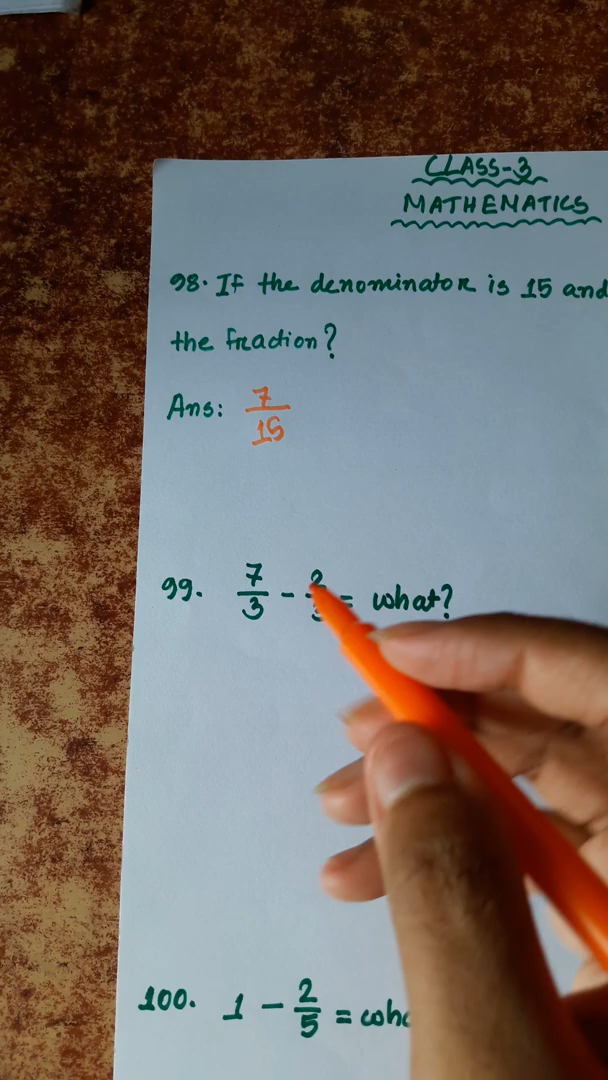 CLASS-3
MATHEMATICS
98. If the denominator is 15 and
the fraction?
Ans: 7/15
99. 7/3 - = what?
100. 1 - 2/5 =